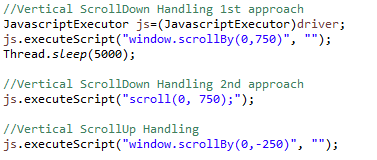 //Vertical ScrollDown Handling 1st approach
JavascriptExecutor js=(JavascriptExecutor)driver;
js.executeScript("window.scrollBy(0,750)", "");
Thread.sleep(5000);
//Vertical ScrollDown Handling 2nd approach
js.executeScript("scroll(0, 750);");
//Vertical ScrollUp Handling
js.executeScript("window.scrollBy(0,-250)", "");